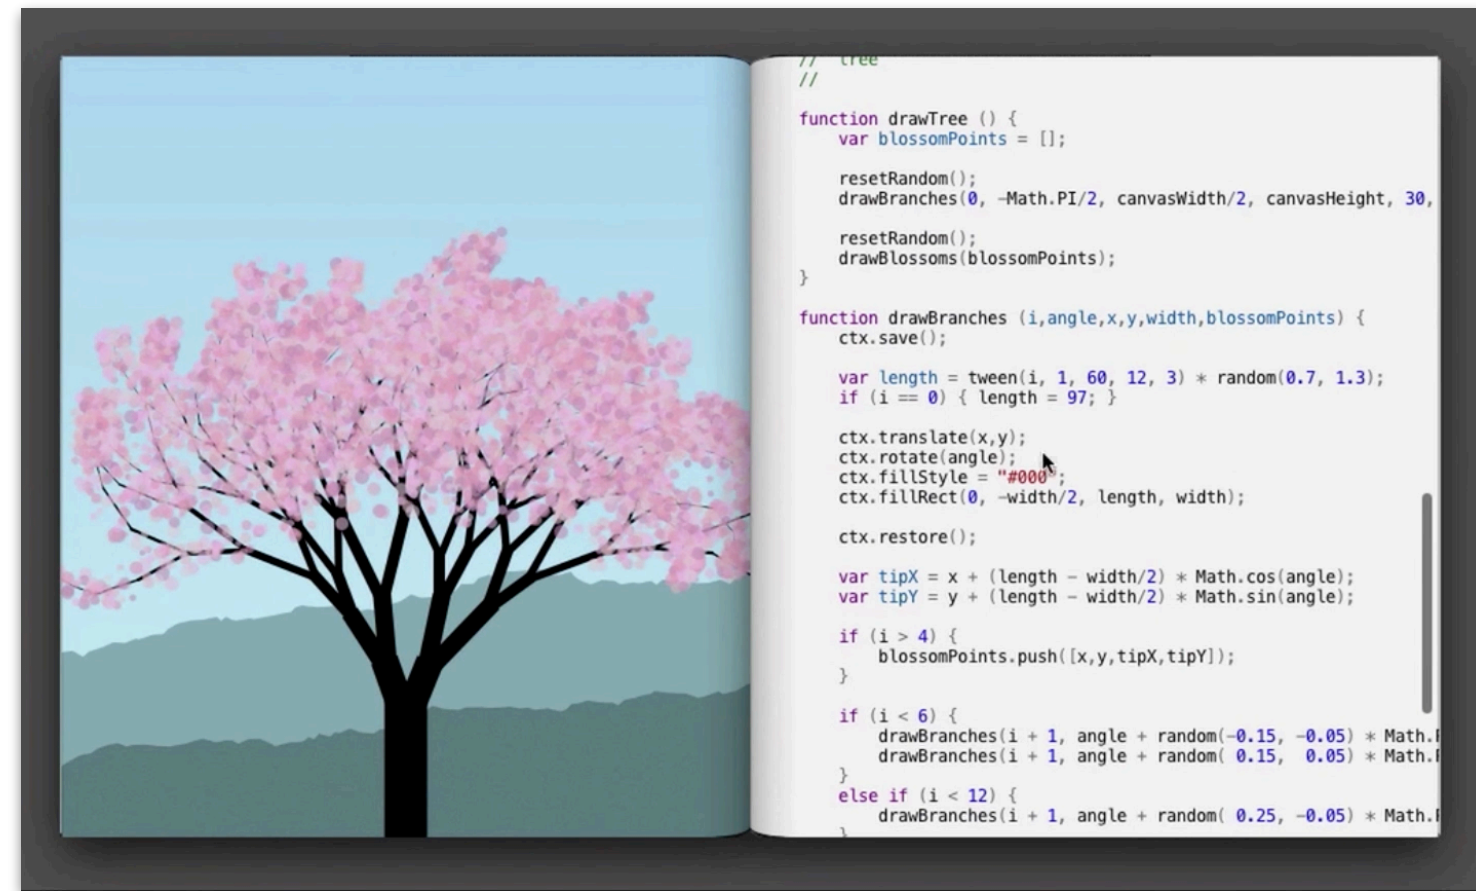 // tree
//
function drawTree () {
var blossomPoints = [];
resetRandom();
drawBranches(0, -Math.PI/2, canvasWidth/2, canvasHeight, 30,
resetRandom();
drawBlossoms(blossomPoints);
}
function drawBranches (i,angle,x,y,width,blossomPoints) {
ctx.save();
var length = tween(i, 1, 60, 12, 3) * random(0.7, 1.3);
if (i == 0) { length = 97; }
ctx.translate(x,y);
ctx.rotate(angle);
ctx.fillStyle = "#000";
ctx.fillRect(0, -width/2, length, width);
ctx.restore();
var tipX = x + (length - width/2) * Math.cos(angle);
var tipY = y + (length - width/2) * Math.sin(angle);
if (i > 4) {
blossomPoints.push([x,y,tipX,tipY]);
}
if (i < 6) {
drawBranches(i + 1, angle + random(-0.15, -0.05) * Math.
drawBranches(i + 1, angle + random( 0.15,  0.05) * Math.
}
else if (i < 12) {
drawBranches(i + 1, angle + random( 0.25, -0.05) * Math.
}